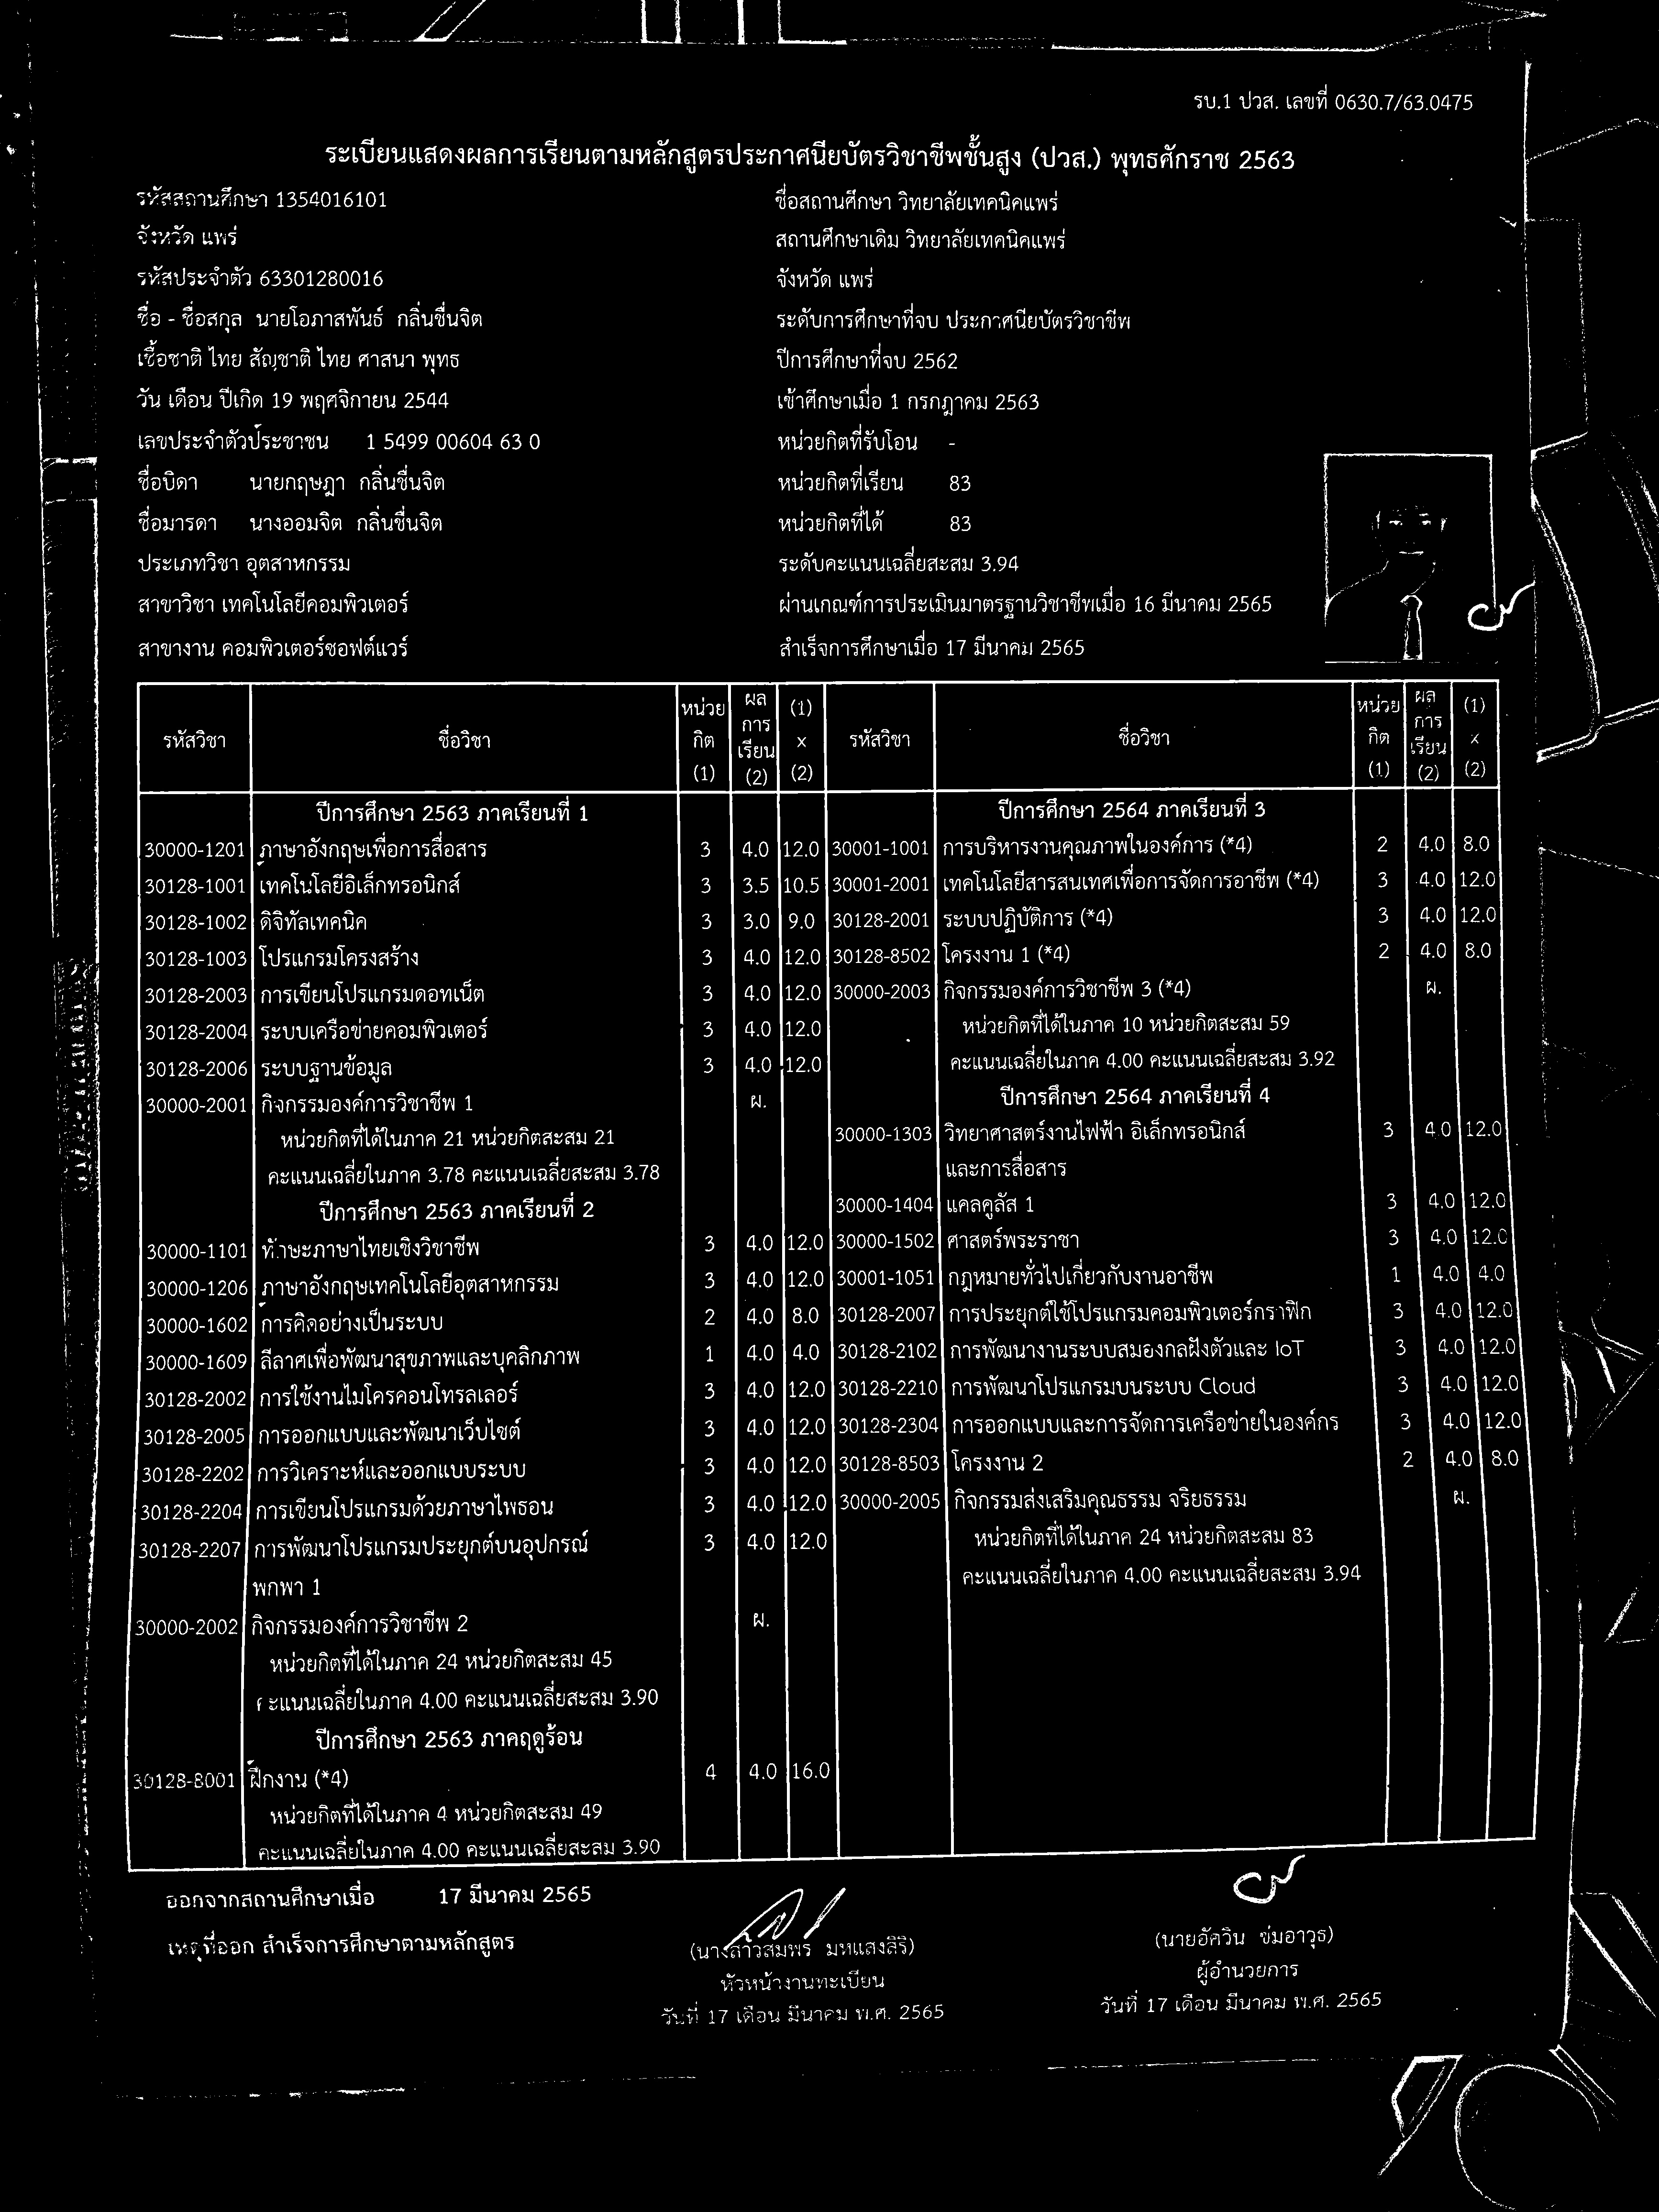 รบ.1 ปวส. เลขที่ 0630.7/63.0475
ระเบียนแสดงผลการเรียนตามหลักสูตรประกาศนียบัตรวิชาชีพชั้นสูง (ปวส.) พุทธศักราช 2563
รหัสสถานศึกษา 1354016101
ชื่อสถานศึกษา วิทยาลัยเทคนิคแพร่
จังหวัด แพร่
สถานศึกษาเดิม วิทยาลัยเทคนิคแพร่
รหัสประจำตัว 63301280016
จังหวัด แพร่
ชื่อ - ชื่อสกุล นายโอภาสพันธ์ กลิ่นชื่นจิต
ระดับการศึกษาที่จบ ประกาศนียบัตรวิชาชีพ
เชื้อชาติ ไทย สัญชาติ ไทย ศาสนา พุทธ
ปีการศึกษาที่จบ 2562
วัน เดือน ปีเกิด 19 พฤศจิกายน 2544
เข้าศึกษาเมื่อ 1 กรกฎาคม 2563
เลขประจำตัวประชาชน 1 5499 00604 63 0
หน่วยกิตที่รับโอน -
ชื่อบิดา นายกฤษฎา กลิ่นชื่นจิต
หน่วยกิตที่เรียน 83
ชื่อมารดา นางออมจิต กลิ่นชื่นจิต
หน่วยกิตที่ได้ 83
ประเภทวิชา อุตสาหกรรม
ระดับคะแนนเฉลี่ยสะสม 3.94
สาขาวิชา เทคโนโลยีคอมพิวเตอร์
ผ่านเกณฑ์การประเมินมาตรฐานวิชาชีพเมื่อ 16 มีนาคม 2565
สาขางาน คอมพิวเตอร์ซอฟต์แวร์
สำเร็จการศึกษาเมื่อ 17 มีนาคม 2565
รหัสวิชา ชื่อวิชา หน่วยกิต (1) ผลการเรียน (2) (1) x (2)
ปีการศึกษา 2563 ภาคเรียนที่ 1
30000-1201 ภาษาอังกฤษเพื่อการสื่อสาร 3 4.0 12.0
30128-1001 เทคโนโลยีอิเล็กทรอนิกส์ 3 3.5 10.5
30128-1002 ดิจิทัลเทคนิค 3 3.0 9.0
30128-1003 โปรแกรมโครงสร้าง 3 4.0 12.0
30128-2003 การเขียนโปรแกรมดอทเน็ต 3 4.0 12.0
30128-2004 ระบบเครือข่ายคอมพิวเตอร์ 3 4.0 12.0
30128-2006 ระบบฐานข้อมูล 3 4.0 12.0
30000-2001 กิจกรรมองค์การวิชาชีพ 1 ผ.
หน่วยกิตที่ได้ในภาค 21 หน่วยกิตสะสม 21
คะแนนเฉลี่ยในภาค 3.78 คะแนนเฉลี่ยสะสม 3.78
ปีการศึกษา 2563 ภาคเรียนที่ 2
30000-1101 ทักษะภาษาไทยเชิงวิชาชีพ 3 4.0 12.0
30000-1206 ภาษาอังกฤษเทคโนโลยีอุตสาหกรรม 3 4.0 12.0
30000-1602 การคิดอย่างเป็นระบบ 2 4.0 8.0
30000-1609 ลีลาศเพื่อพัฒนาสุขภาพและบุคลิกภาพ 1 4.0 4.0
30128-2002 การใช้งานไมโครคอนโทรลเลอร์ 3 4.0 12.0
30128-2005 การออกแบบและพัฒนาเว็บไซต์ 3 4.0 12.0
30128-2202 การวิเคราะห์และออกแบบระบบ 3 4.0 12.0
30128-2204 การเขียนโปรแกรมด้วยภาษาไพธอน 3 4.0 12.0
30128-2207 การพัฒนาโปรแกรมประยุกต์บนอุปกรณ์ 3 4.0 12.0
พกพา 1
30000-2002 กิจกรรมองค์การวิชาชีพ 2 ผ.
หน่วยกิตที่ได้ในภาค 24 หน่วยกิตสะสม 45
คะแนนเฉลี่ยในภาค 4.00 คะแนนเฉลี่ยสะสม 3.90
ปีการศึกษา 2563 ภาคฤดูร้อน
30128-8001 ฝึกงาน (*4) 4 4.0 16.0
หน่วยกิตที่ได้ในภาค 4 หน่วยกิตสะสม 49
คะแนนเฉลี่ยในภาค 4.00 คะแนนเฉลี่ยสะสม 3.90
รหัสวิชา ชื่อวิชา หน่วยกิต (1) ผลการเรียน (2) (1) x (2)
ปีการศึกษา 2564 ภาคเรียนที่ 3
30001-1001 การบริหารงานคุณภาพในองค์การ (*4) 2 4.0 8.0
30001-2001 เทคโนโลยีสารสนเทศเพื่อการจัดการอาชีพ (*4) 3 4.0 12.0
30128-2001 ระบบปฏิบัติการ (*4) 3 4.0 12.0
30128-8502 โครงงาน 1 (*4) 2 4.0 8.0
30000-2003 กิจกรรมองค์การวิชาชีพ 3 (*4) ผ.
หน่วยกิตที่ได้ในภาค 10 หน่วยกิตสะสม 59
คะแนนเฉลี่ยในภาค 4.00 คะแนนเฉลี่ยสะสม 3.92
ปีการศึกษา 2564 ภาคเรียนที่ 4
30000-1303 วิทยาศาสตร์งานไฟฟ้า อิเล็กทรอนิกส์ 3 4.0 12.0
และการสื่อสาร
30000-1404 แคลคูลัส 1 3 4.0 12.0
30000-1502 ศาสตร์พระราชา 3 4.0 12.0
30001-1051 กฎหมายทั่วไปเกี่ยวกับงานอาชีพ 1 4.0 4.0
30128-2007 การประยุกต์ใช้โปรแกรมคอมพิวเตอร์กราฟิก 3 4.0 12.0
30128-2102 การพัฒนางานระบบสมองกลฝังตัวและ IoT 3 4.0 12.0
30128-2210 การพัฒนาโปรแกรมบนระบบ Cloud 3 4.0 12.0
30128-2304 การออกแบบและการจัดการเครือข่ายในองค์กร 3 4.0 12.0
30128-8503 โครงงาน 2 2 4.0 8.0
30000-2005 กิจกรรมส่งเสริมคุณธรรม จริยธรรม ผ.
หน่วยกิตที่ได้ในภาค 24 หน่วยกิตสะสม 83
คะแนนเฉลี่ยในภาค 4.00 คะแนนเฉลี่ยสะสม 3.94
ออกจากสถานศึกษาเมื่อ 17 มีนาคม 2565
เหตุที่ออก สำเร็จการศึกษาตามหลักสูตร
(นางสาวสมพร มหแสงสิริ)
หัวหน้างานทะเบียน
วันที่ 17 เดือน มีนาคม พ.ศ. 2565
(นายอัศวิน ข่มอาวุธ)
ผู้อำนวยการ
วันที่ 17 เดือน มีนาคม พ.ศ. 2565